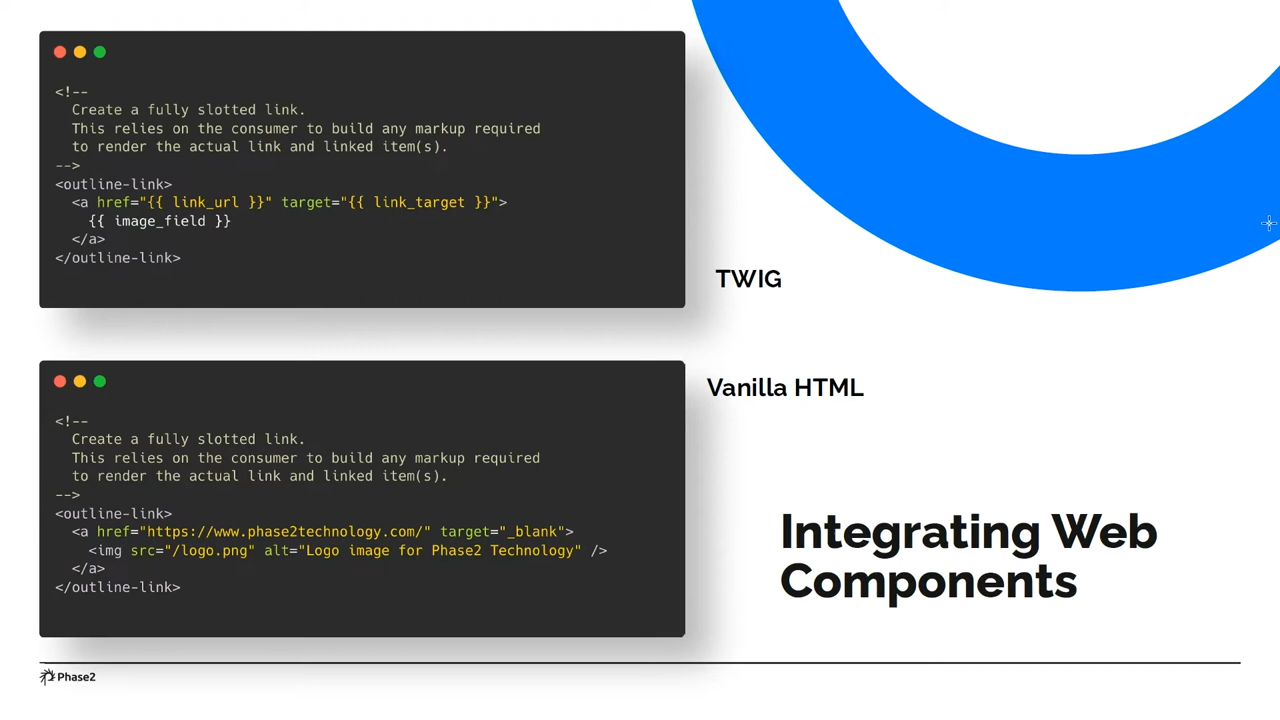 <!--
  Create a fully slotted link.
  This relies on the consumer to build any markup required
  to render the actual link and linked item(s).
-->
<outline-link>
  <a href="{{ link_url }}" target="{{ link_target }}">
    {{ image_field }}
  </a>
</outline-link>
TWIG
Vanilla HTML
<!--
  Create a fully slotted link.
  This relies on the consumer to build any markup required
  to render the actual link and linked item(s).
-->
<outline-link>
  <a href="https://www.phase2technology.com/" target="_blank">
    <img src="/logo.png" alt="Logo image for Phase2 Technology" />
  </a>
</outline-link>
Integrating Web
Components
Phase2